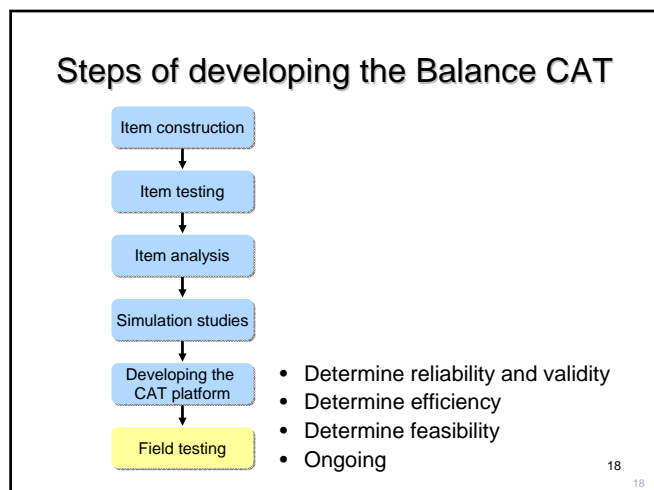 Steps of developing the Balance CAT
Item construction
Item testing
Item analysis
Simulation studies
Developing the
CAT platform
Field testing
• Determine reliability and validity
• Determine efficiency
• Determine feasibility
• Ongoing
18
18